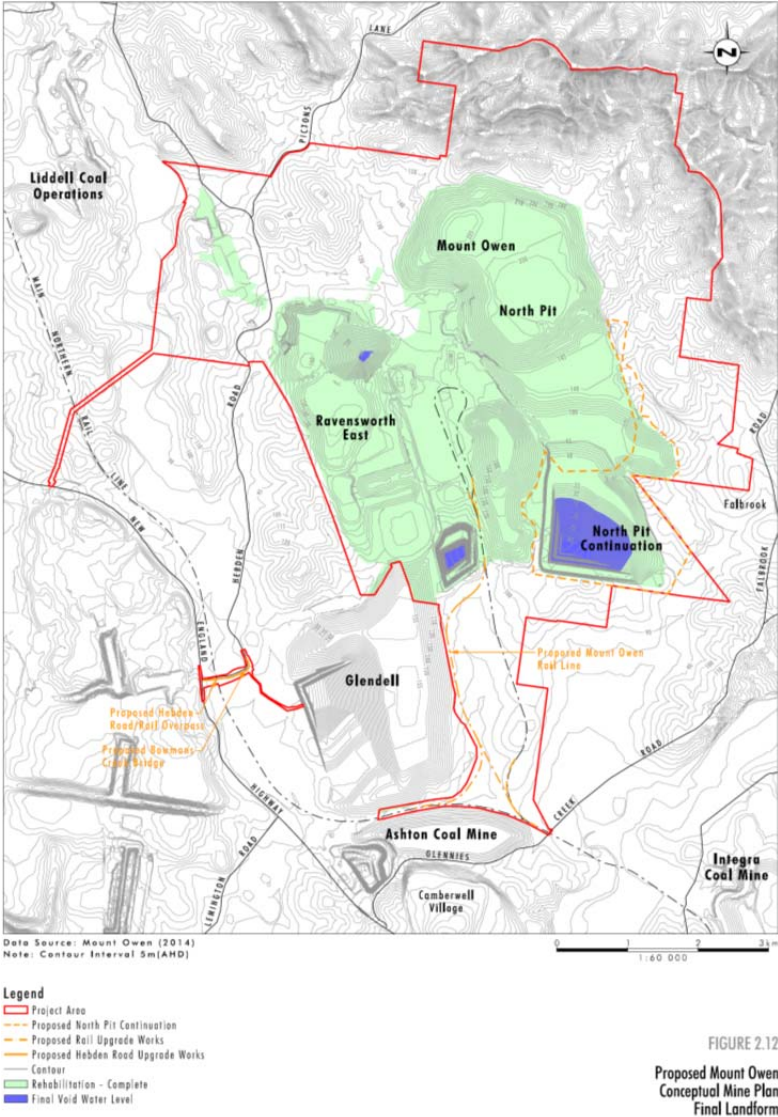 LANE
PICTONS
N
Liddell Coal
Operations
Mount Owen
North Pit
MAIN
NORTHERN
RAIL
LINE
ROAD
Ravensworth
East
ROAD
Falbrook
NEW
North Pit
Continuation
HEBDEN
FALBROOK
ENGLAND
Proposed Mount Owen
Rail Line
Glendell
Proposed Hebden
Road/Rail Overpass
Proposed Bowmans
Creek Bridge
ROAD
HIGHWAY
CREEK
Ashton Coal Mine
GLENNIES
ROAD
LEMINGTON
Camberwell
Village
Integra
Coal Mine
Data Source: Mount Owen (2014)
Note: Contour Interval 5m(AHD)
0 1 2 3km
1:60 000
Legend
Project Area
Proposed North Pit Continuation
Proposed Rail Upgrade Works
Proposed Hebden Road Upgrade Works
Contour
Rehabilitation - Complete
Final Void Water Level
FIGURE 2.12
Proposed Mount Owen
Conceptual Mine Plan
Final Landform